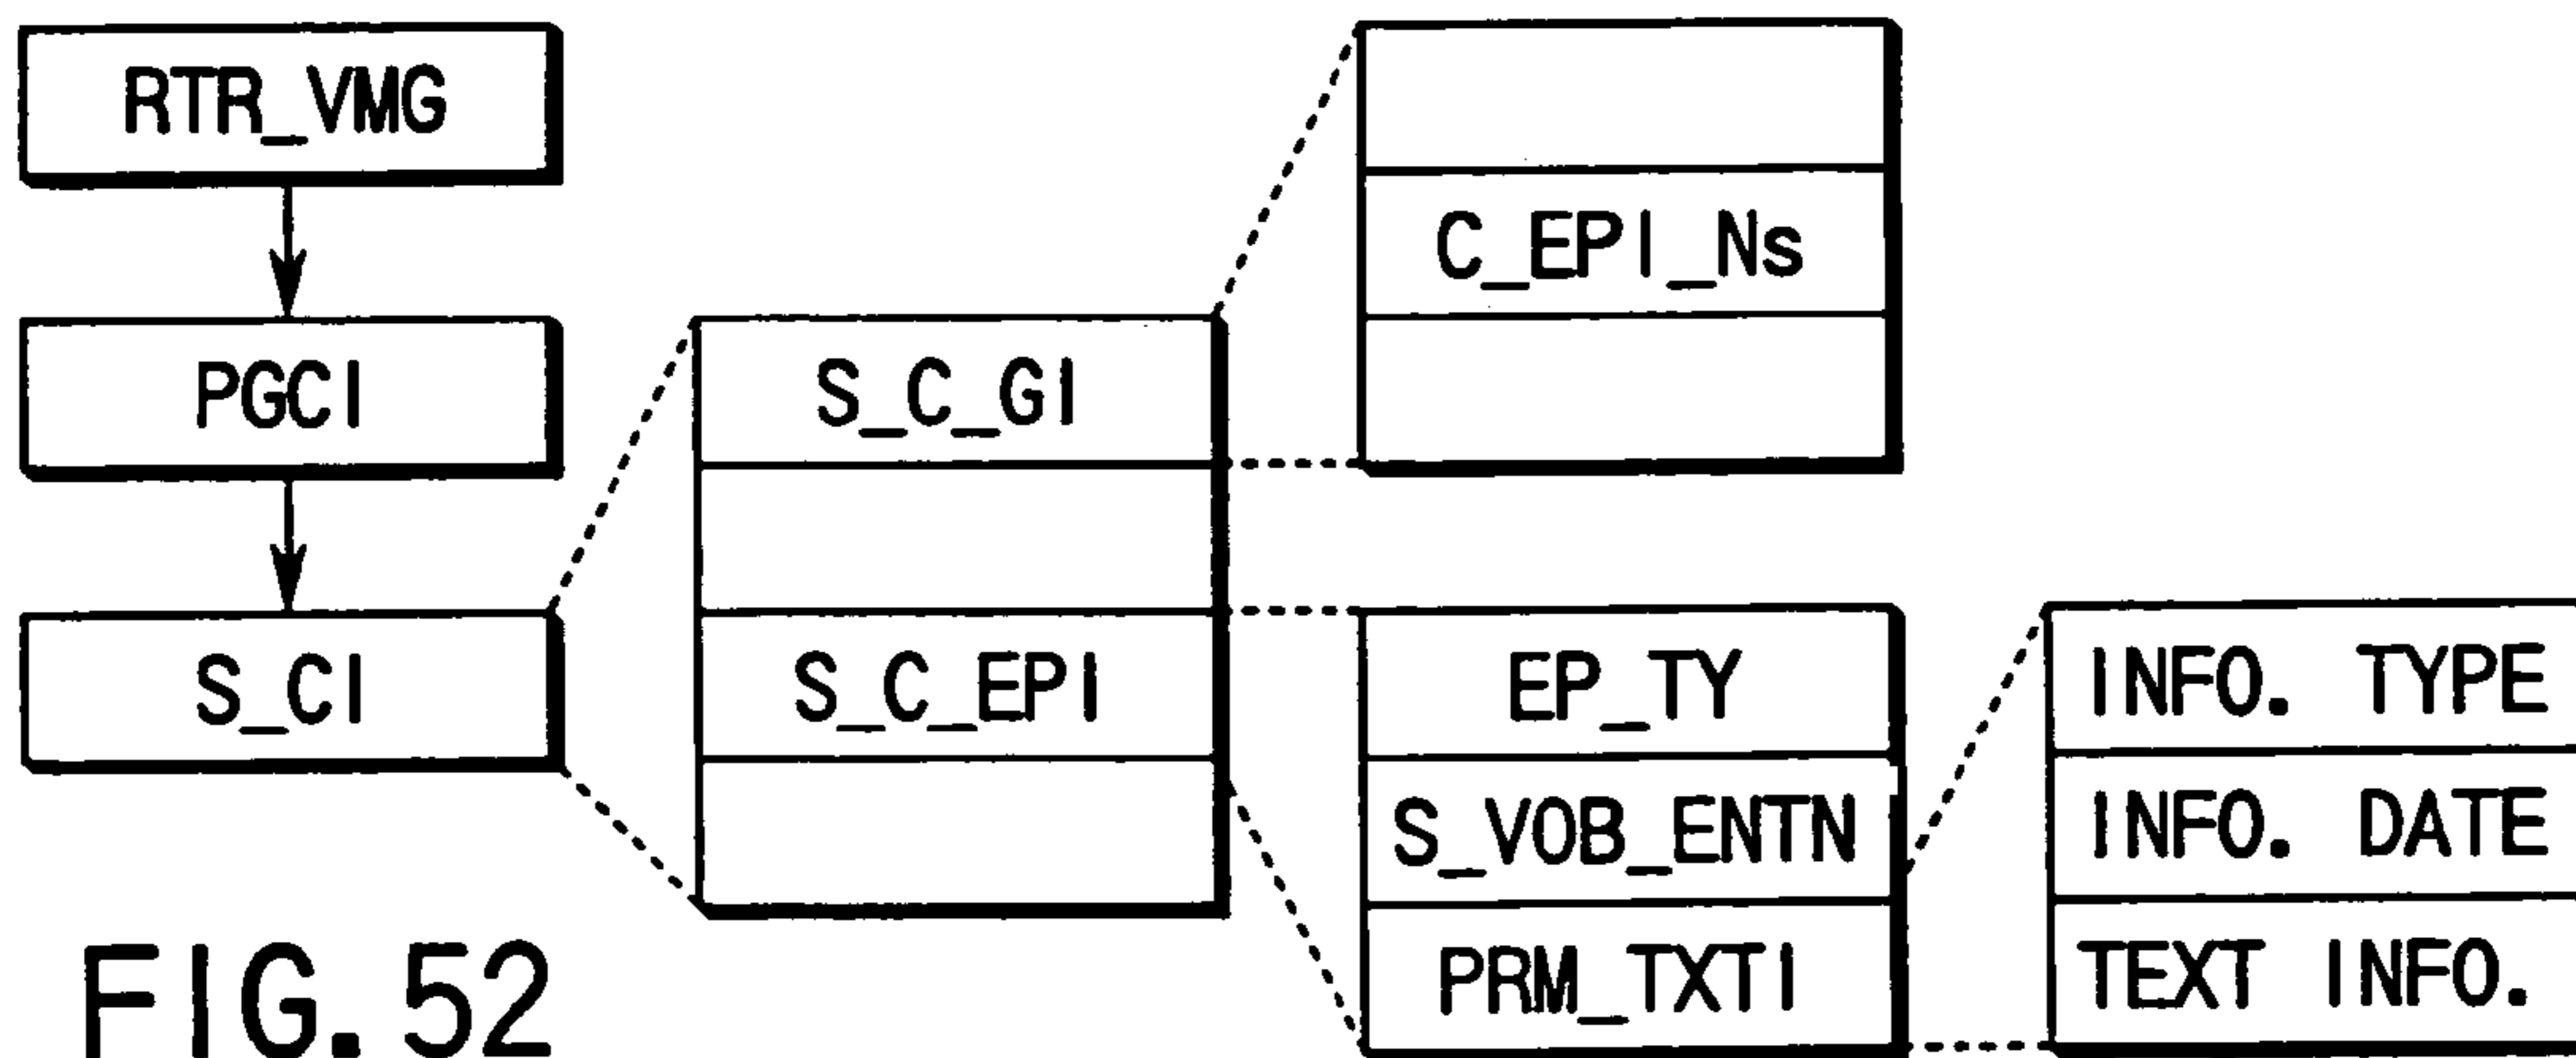 RTR_VMG
PGCI
S_CI
S_C_GI
S_C_EPI
C_EPI_Ns
EP_TY
S_VOB_ENTN
PRM_TXTI
INFO. TYPE
INFO. DATE
TEXT INFO.
FIG. 52